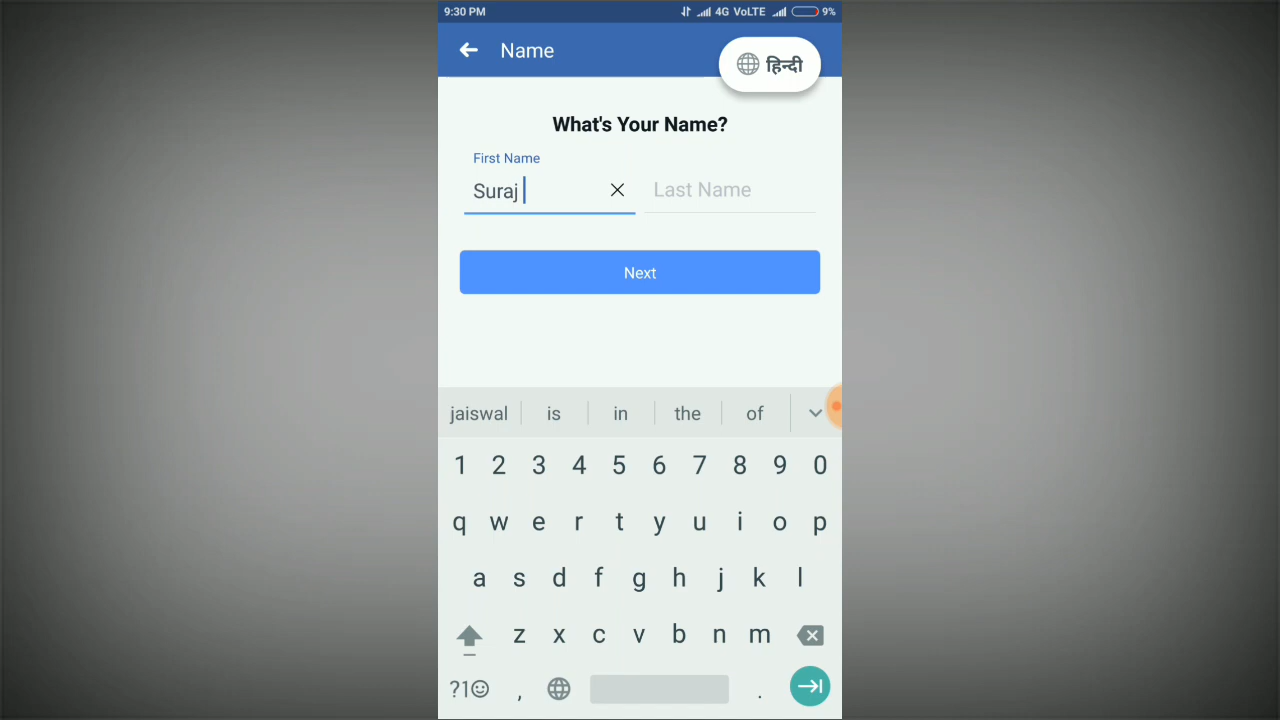 9:30 PM 4G VoLTE 9%
Name
हिन्दी
What's Your Name?
First Name
Suraj
Last Name
Next
jaiswal is in the of
1 2 3 4 5 6 7 8 9 0
q w e r t y u i o p
a s d f g h j k l
z x c v b n m
?1☺ , .